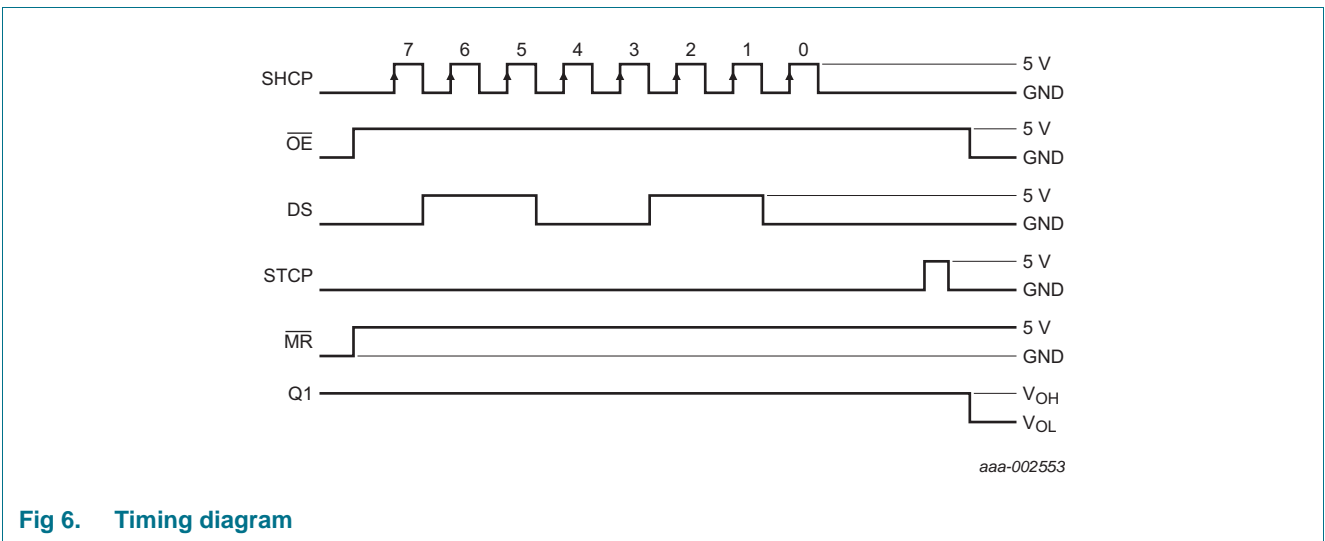 7 6 5 4 3 2 1 0
SHCP 5 V
GND
OE 5 V
GND
DS 5 V
GND
STCP 5 V
GND
MR 5 V
GND
Q1 VOH
VOL
aaa-002553
Fig 6. Timing diagram